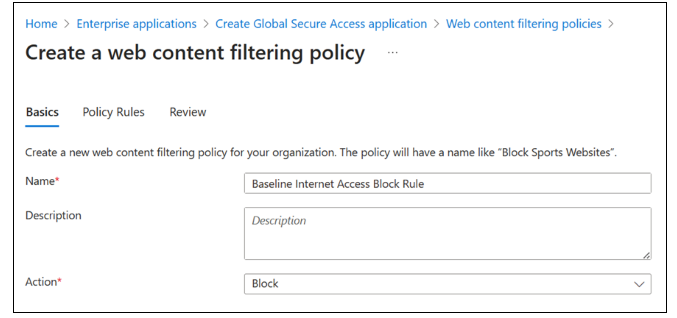 Home > Enterprise applications > Create Global Secure Access application > Web content filtering policies >
Create a web content filtering policy ...
Basics Policy Rules Review
Create a new web content filtering policy for your organization. The policy will have a name like "Block Sports Websites".
Name* Baseline Internet Access Block Rule
Description Description
Action* Block